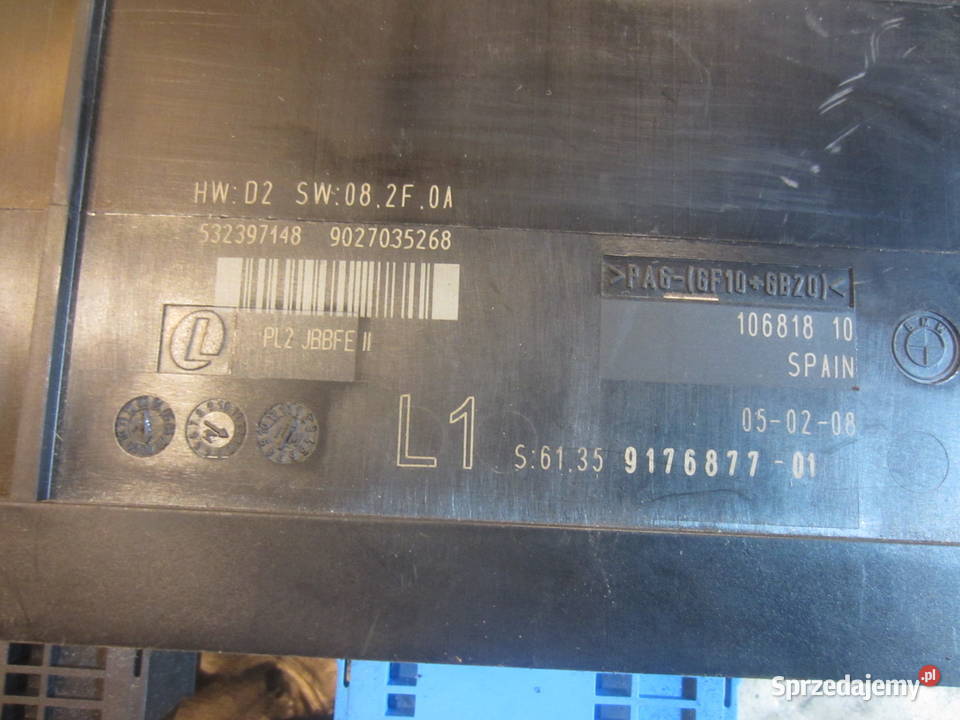 HW:D2 SW:08.2F.0A
532397148 9027035268
PL2 JBBFE II
L1
>PA6-(GF10+GB20)<
106818 10
SPAIN
05-02-08
S:61.35 9176877-01
Sprzedajemy.pl